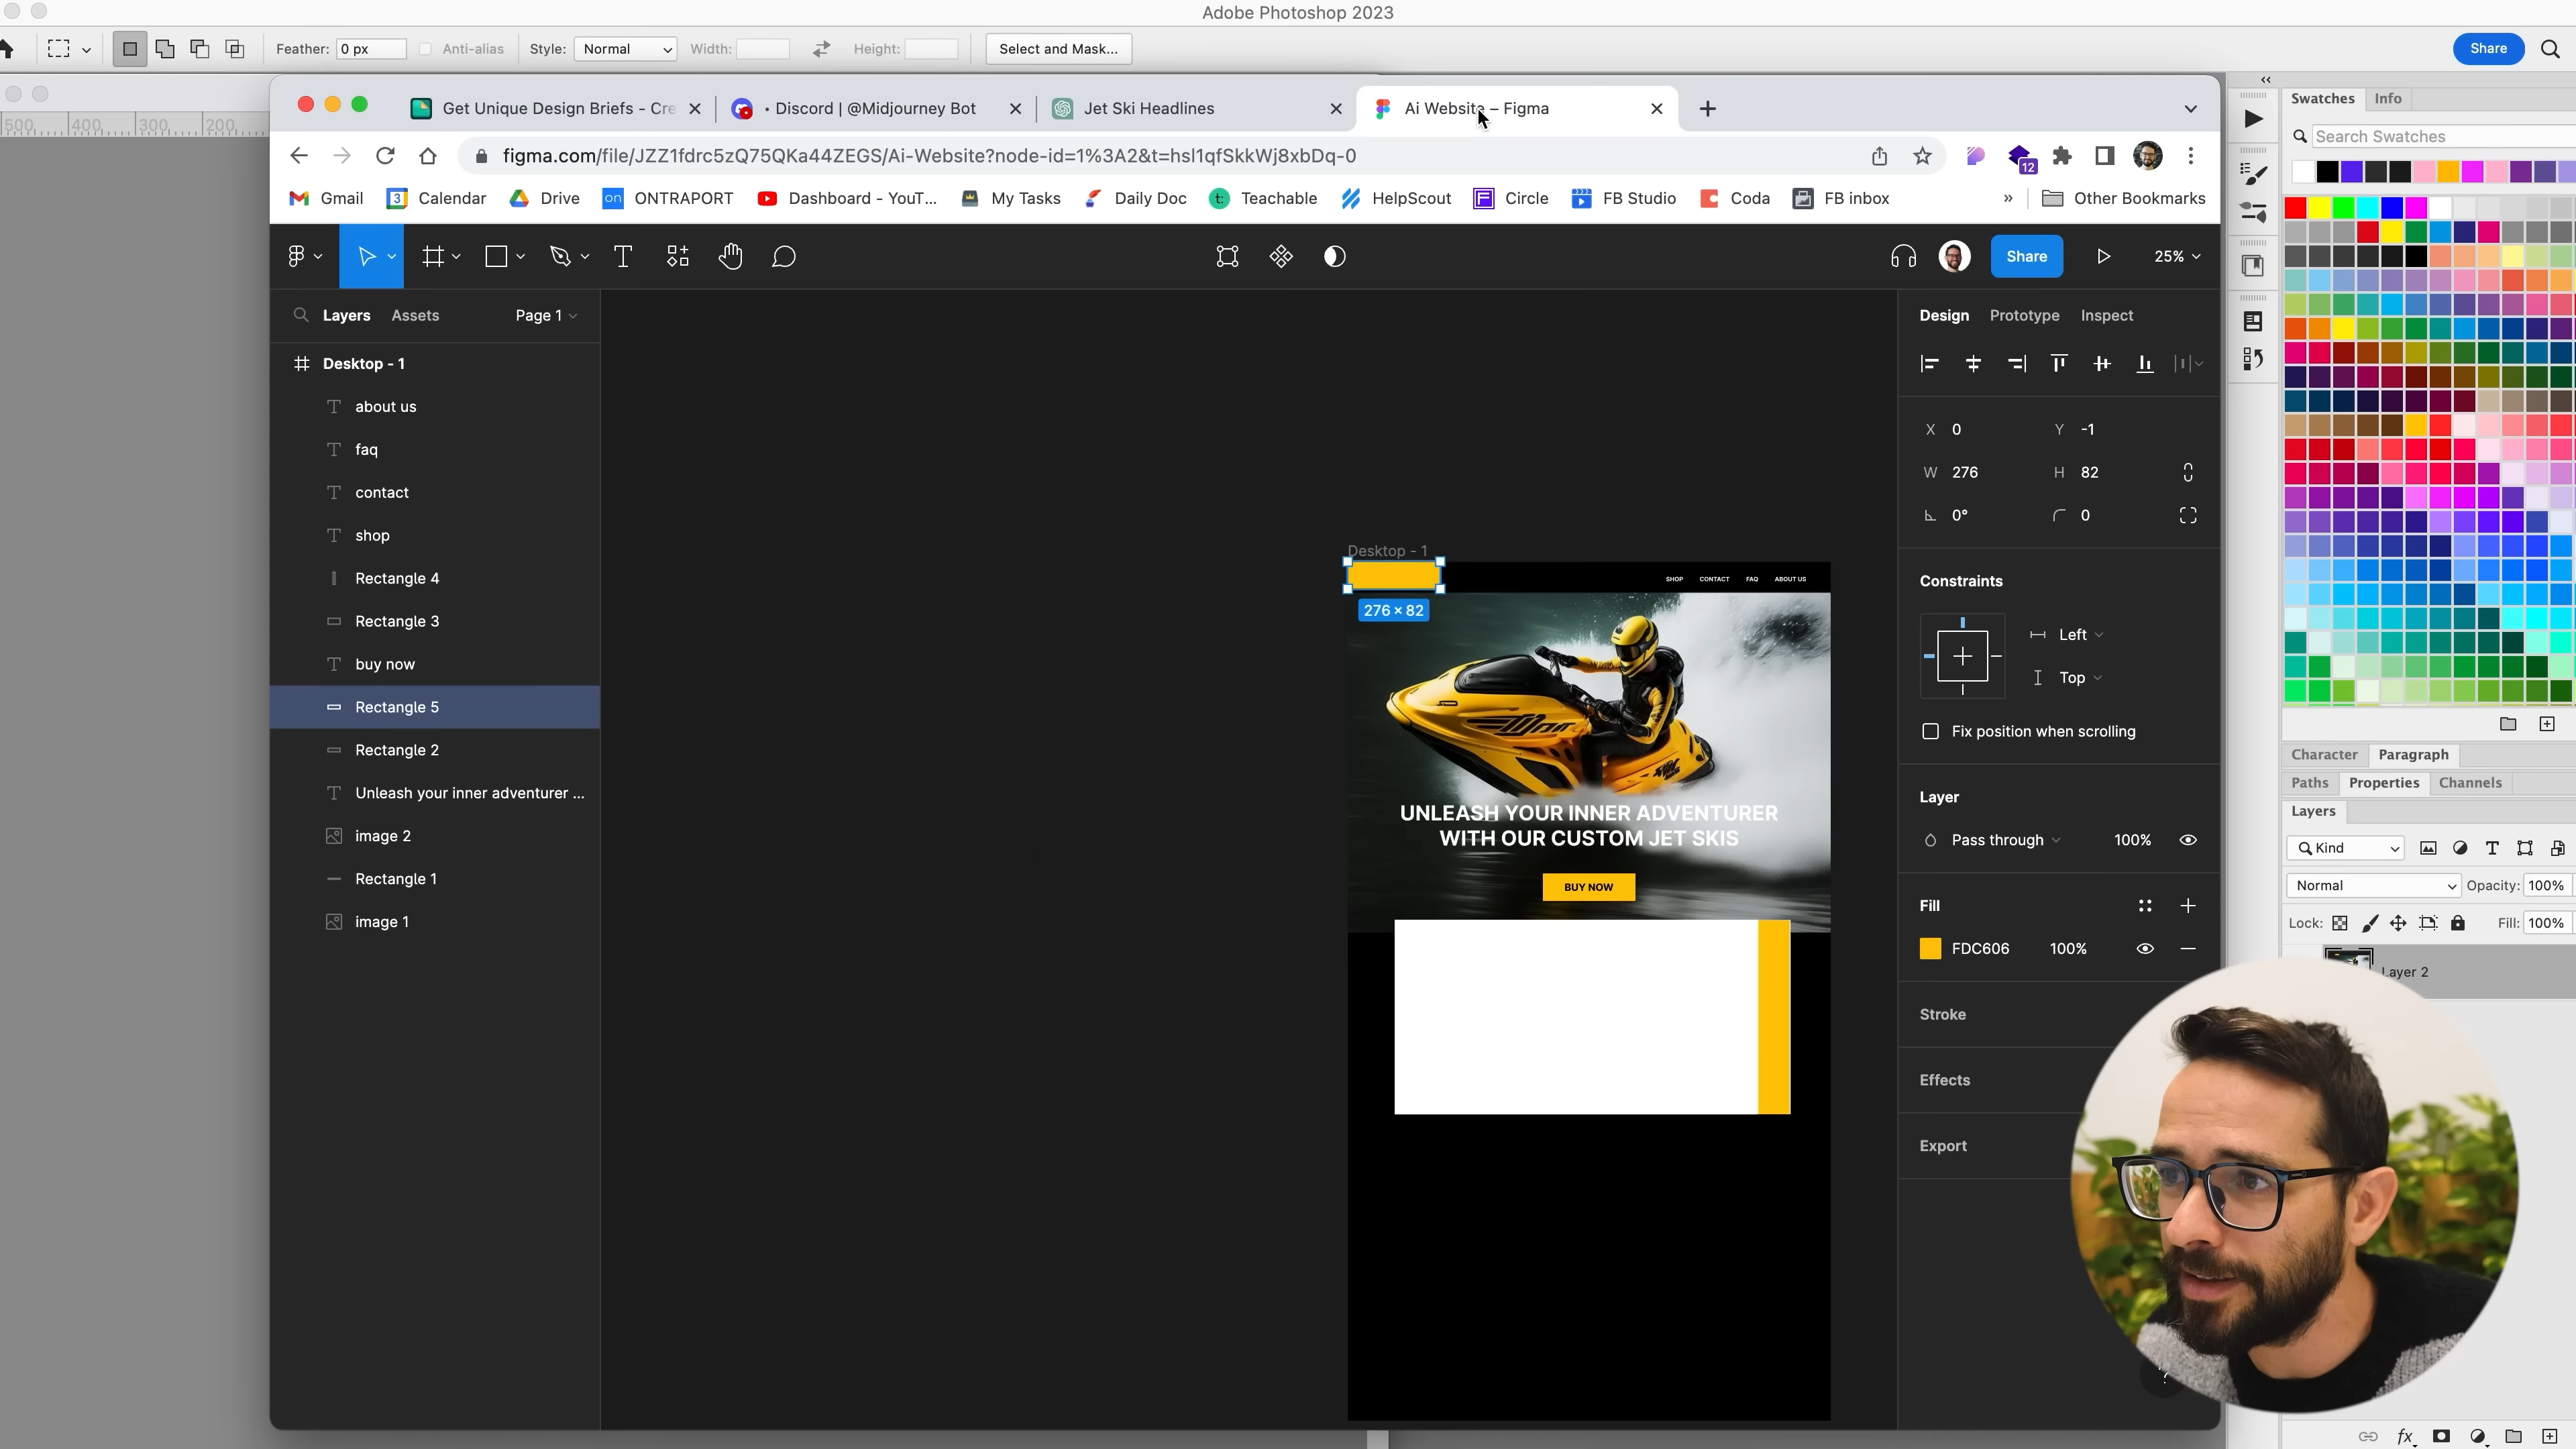 Adobe Photoshop 2023
Feather: 0 px Anti-alias Style: Normal Width: Height: Select and Mask... Share
500 400 300 200
Get Unique Design Briefs - Cre
• Discord | @Midjourney Bot
Jet Ski Headlines
Ai Website – Figma
figma.com/file/JZZ1fdrc5zQ75QKa44ZEGS/Ai-Website?node-id=1%3A2&t=hsl1qfSkkWj8xbDq-0
12
Gmail 3 Calendar Drive on ONTRAPORT Dashboard - YouT... My Tasks Daily Doc t: Teachable HelpScout Circle FB Studio Coda FB inbox » Other Bookmarks
Share 25%
Layers Assets Page 1
Desktop - 1
about us
faq
contact
shop
Rectangle 4
Rectangle 3
buy now
Rectangle 5
Rectangle 2
Unleash your inner adventurer ...
image 2
Rectangle 1
image 1
Desktop - 1
SHOP CONTACT FAQ ABOUT US
276 × 82
UNLEASH YOUR INNER ADVENTURER
WITH OUR CUSTOM JET SKIS
BUY NOW
Design Prototype Inspect
X 0 Y -1
W 276 H 82
0° 0
Constraints
Left
Top
Fix position when scrolling
Layer
Pass through 100%
Fill
FDC606 100%
Stroke
Effects
Export
?
Swatches Info
Search Swatches
Character Paragraph
Paths Properties Channels
Layers
Kind
Normal Opacity: 100%
Lock: Fill: 100%
Layer 2
fx